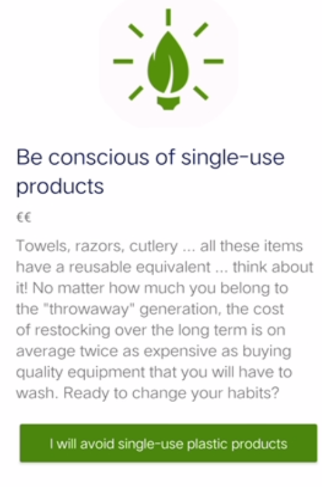 Be conscious of single-use
products
€€
Towels, razors, cutlery ... all these items
have a reusable equivalent ... think about
it! No matter how much you belong to
the "throwaway" generation, the cost
of restocking over the long term is on
average twice as expensive as buying
quality equipment that you will have to
wash. Ready to change your habits?
I will avoid single-use plastic products